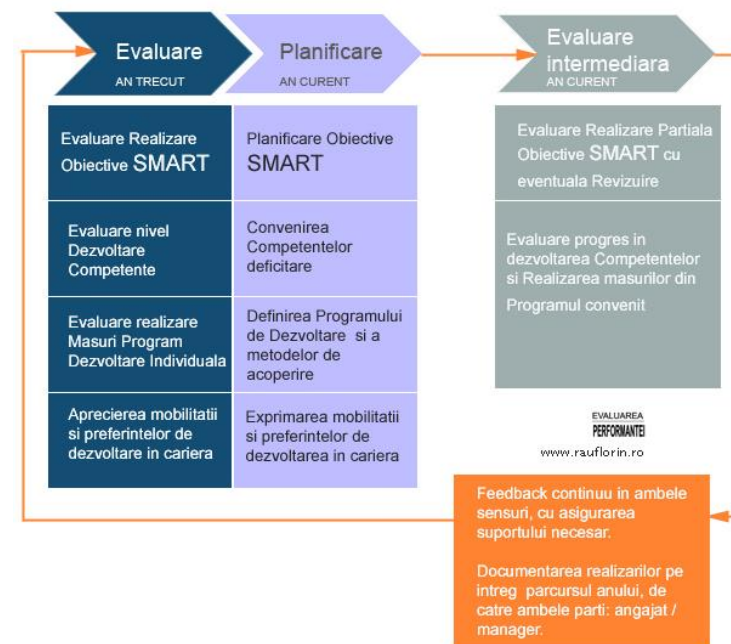 Evaluare
AN TRECUT
Planificare
AN CURENT
Evaluare
intermediara
AN CURENT
Evaluare Realizare
Obiective SMART
Planificare Obiective
SMART
Evaluare Realizare Partiala
Obiective SMART cu
eventuala Revizuire
Evaluare nivel
Dezvoltare
Competente
Convenirea
Competentelor
deficitare
Evaluare progres in
dezvoltarea Competentelor
si Realizarea masurilor din
Programul convenit
Evaluare realizare
Masuri Program
Dezvoltare Individuala
Definirea Programului
de Dezvoltare si a
metodelor de
acoperire
Aprecierea mobilitatii
si preferintelor de
dezvoltare in cariera
Exprimarea mobilitatii
si preferintelor de
dezvoltarea in cariera
EVALUAREA
PERFORMANTEI
www.rauflorin.ro
Feedback continuu in ambele
sensuri, cu asigurarea
suportului necesar.
Documentarea realizarilor pe
intreg parcursul anului, de
catre ambele parti: angajat /
manager.